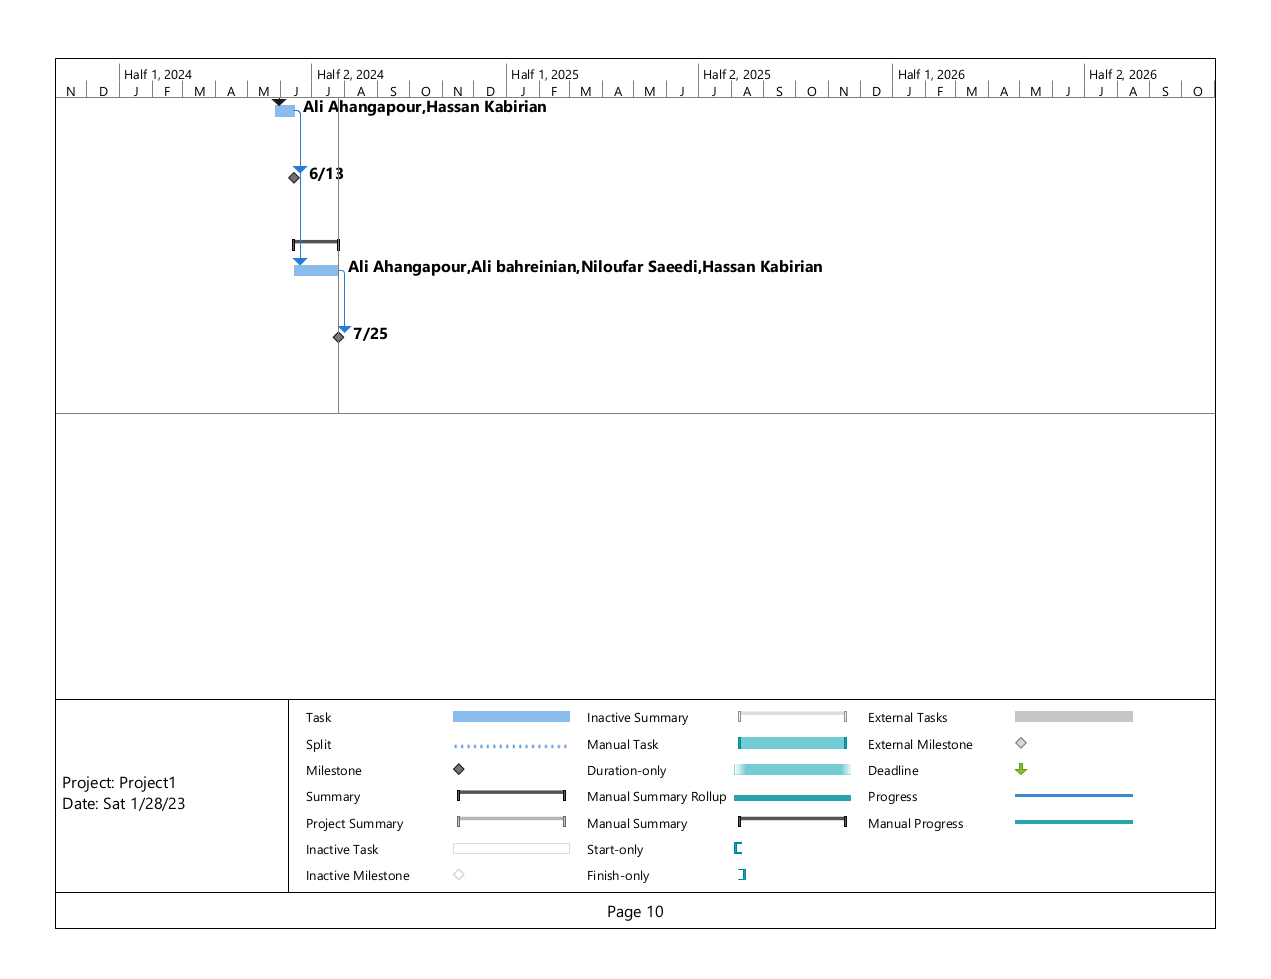 Half 1, 2024 Half 2, 2024 Half 1, 2025 Half 2, 2025 Half 1, 2026 Half 2, 2026
N D J F M A M J J A S O N D J F M A M J J A S O N D J F M A M J J A S O
Ali Ahangapour,Hassan Kabirian
6/13
Ali Ahangapour,Ali bahreinian,Niloufar Saeedi,Hassan Kabirian
7/25
Project: Project1
Date: Sat 1/28/23
Task
Split
Milestone
Summary
Project Summary
Inactive Task
Inactive Milestone
Inactive Summary
Manual Task
Duration-only
Manual Summary Rollup
Manual Summary
Start-only
Finish-only
External Tasks
External Milestone
Deadline
Progress
Manual Progress
Page 10